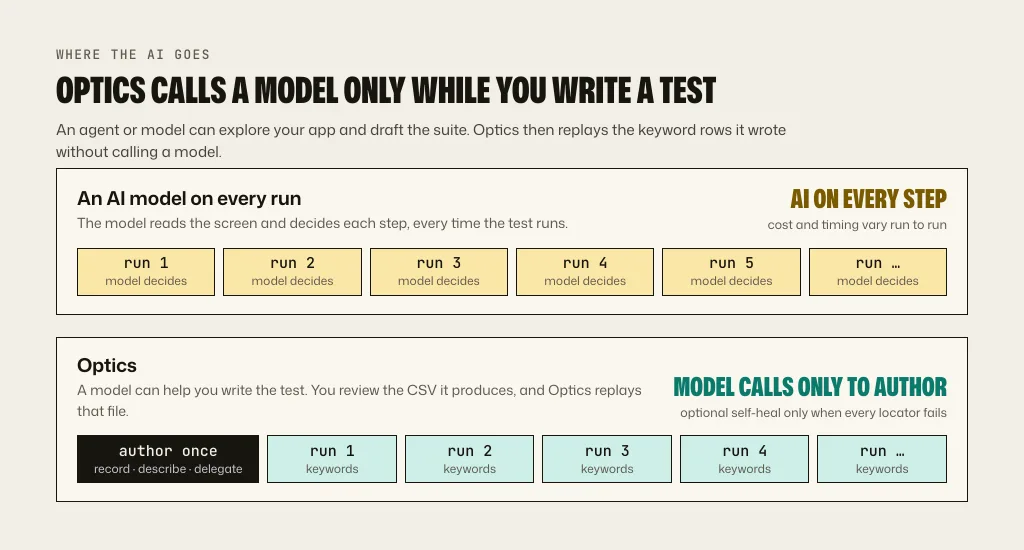 WHERE THE AI GOES
OPTICS CALLS A MODEL ONLY WHILE YOU WRITE A TEST
An agent or model can explore your app and draft the suite. Optics then replays the keyword rows it wrote
without calling a model.
An AI model on every run
The model reads the screen and decides each step, every time the test runs.
AI ON EVERY STEP
cost and timing vary run to run
run 1
model decides
run 2
model decides
run 3
model decides
run 4
model decides
run 5
model decides
run …
model decides
Optics
A model can help you write the test. You review the CSV it produces, and Optics replays
that file.
MODEL CALLS ONLY TO AUTHOR
optional self-heal only when every locator fails
author once
record · describe · delegate
run 1
keywords
run 2
keywords
run 3
keywords
run 4
keywords
run …
keywords